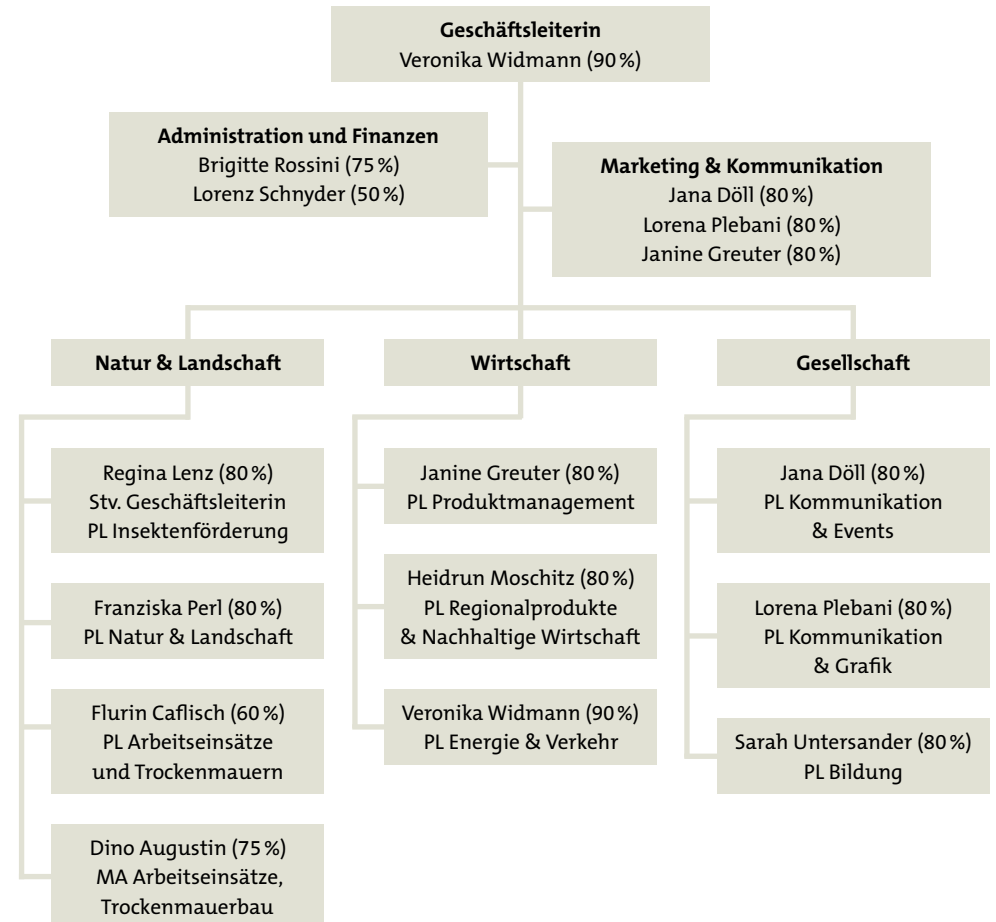 Geschäftsleiterin
Veronika Widmann (90 %)
Administration und Finanzen
Brigitte Rossini (75 %)
Lorenz Schnyder (50 %)
Marketing & Kommunikation
Jana Döll (80 %)
Lorena Plebani (80 %)
Janine Greuter (80 %)
Natur & Landschaft
Regina Lenz (80 %)
Stv. Geschäftsleiterin
PL Insektenförderung
Franziska Perl (80 %)
PL Natur & Landschaft
Flurin Caflisch (60 %)
PL Arbeitseinsätze
und Trockenmauern
Dino Augustin (75 %)
MA Arbeitseinsätze,
Trockenmauerbau
Wirtschaft
Janine Greuter (80 %)
PL Produktmanagement
Heidrun Moschitz (80 %)
PL Regionalprodukte
& Nachhaltige Wirtschaft
Veronika Widmann (90 %)
PL Energie & Verkehr
Gesellschaft
Jana Döll (80 %)
PL Kommunikation
& Events
Lorena Plebani (80 %)
PL Kommunikation
& Grafik
Sarah Untersander (80 %)
PL Bildung